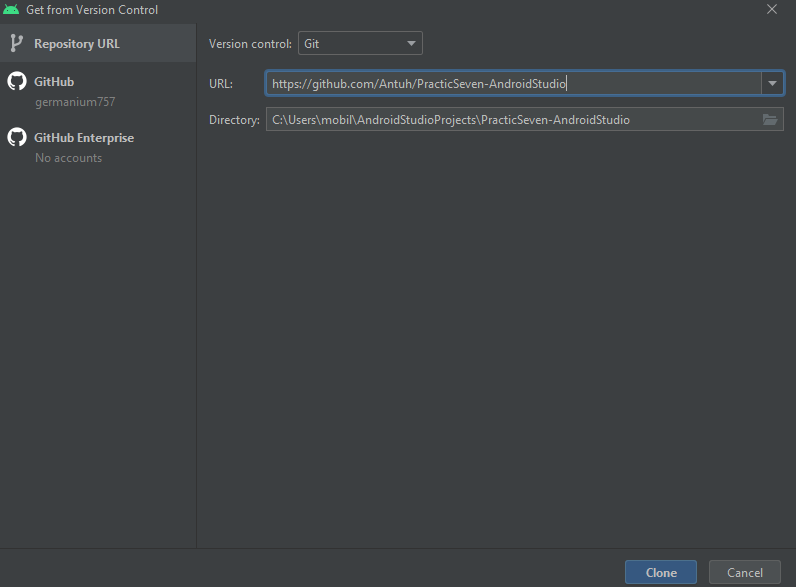 Get from Version Control
Repository URL
GitHub
germanium757
GitHub Enterprise
No accounts
Version control: Git
URL: https://github.com/Antuh/PracticSeven-AndroidStudio
Directory: C:\Users\mobil\AndroidStudioProjects\PracticSeven-AndroidStudio
Clone Cancel